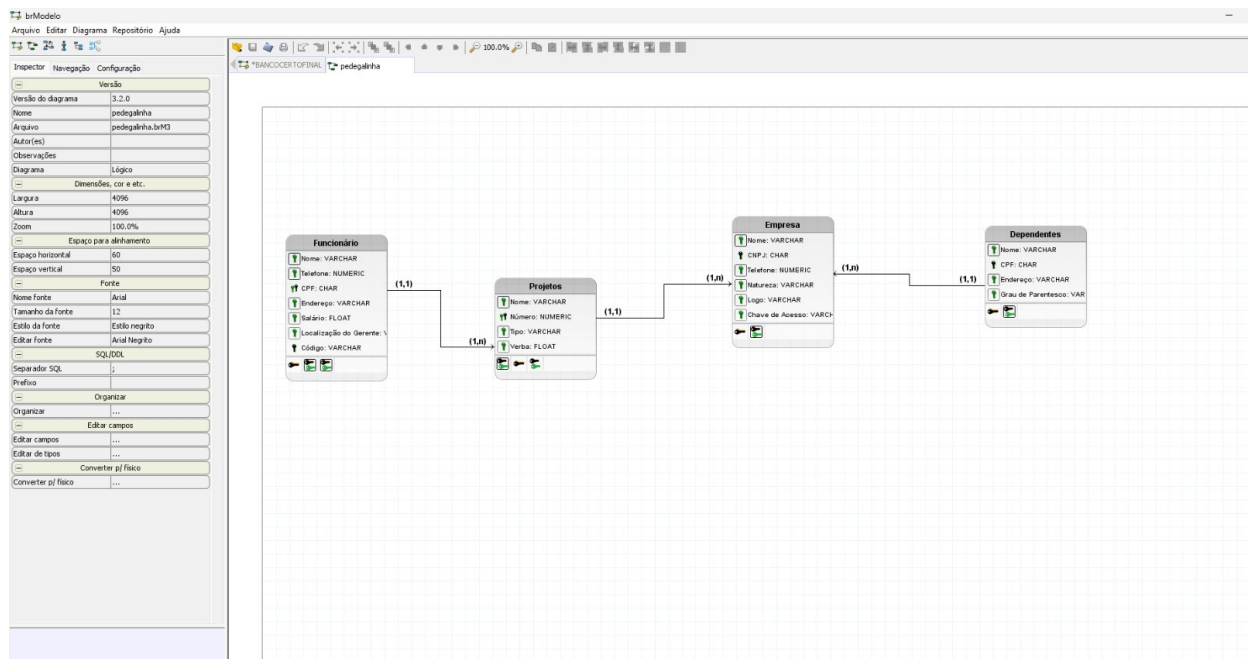 brModelo
Arquivo Editar Diagrama Repositório Ajuda
100.0%
Inspector Navegação Configuração
*BANCOCERTOFINAL pedegalinha
Versão
Versão do diagrama 3.2.0
Nome pedegalinha
Arquivo pedegalinha.brM3
Autor(es)
Observações
Diagrama Lógico
Dimensões, cor e etc.
Largura 4096
Altura 4096
Zoom 100.0%
Espaço para alinhamento
Espaço horizontal 60
Espaço vertical 50
Fonte
Nome fonte Arial
Tamanho da fonte 12
Estilo da fonte Estilo negrito
Editar fonte Arial Negrito
SQL/DDL
Separador SQL ;
Prefixo
Organizar
Organizar ...
Editar campos
Editar campos ...
Editar de tipos ...
Converter p/ físico
Converter p/ físico ...
Funcionário
Nome: VARCHAR
Telefone: NUMERIC
CPF: CHAR
Endereço: VARCHAR
Salário: FLOAT
Localização do Gerente: V
Código: VARCHAR
(1,1)
(1,n)
Projetos
Nome: VARCHAR
Número: NUMERIC
Tipo: VARCHAR
Verba: FLOAT
(1,1)
(1,n)
Empresa
Nome: VARCHAR
CNPJ: CHAR
Telefone: NUMERIC
Natureza: VARCHAR
Logo: VARCHAR
Chave de Acesso: VARCH
(1,n)
(1,1)
Dependentes
Nome: VARCHAR
CPF: CHAR
Endereço: VARCHAR
Grau de Parentesco: VAR